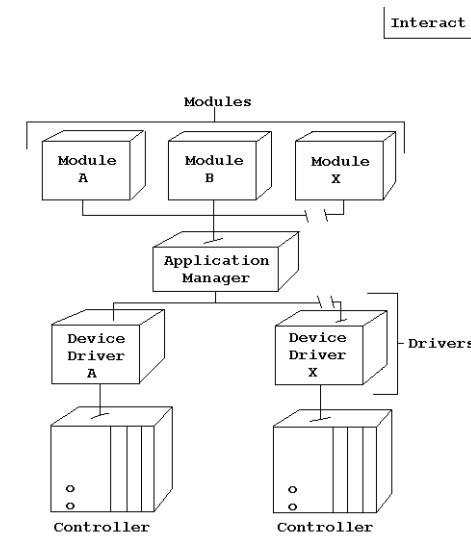 Interact
Modules
Module
A
Module
B
Module
X
Application
Manager
Device
Driver
A
Device
Driver
X
Drivers
Controller
Controller